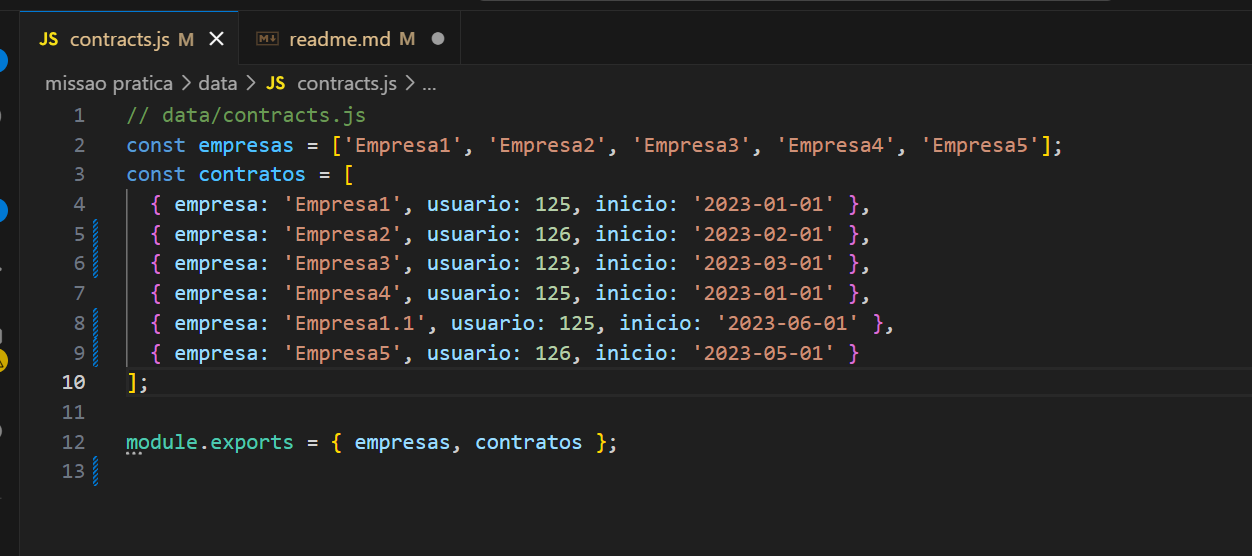 JS contracts.js M × M↓ readme.md M ●
missao pratica > data > JS contracts.js > ...
1 // data/contracts.js
2 const empresas = ['Empresa1', 'Empresa2', 'Empresa3', 'Empresa4', 'Empresa5'];
3 const contratos = [
4 { empresa: 'Empresa1', usuario: 125, inicio: '2023-01-01' },
5 { empresa: 'Empresa2', usuario: 126, inicio: '2023-02-01' },
6 { empresa: 'Empresa3', usuario: 123, inicio: '2023-03-01' },
7 { empresa: 'Empresa4', usuario: 125, inicio: '2023-01-01' },
8 { empresa: 'Empresa1.1', usuario: 125, inicio: '2023-06-01' },
9 { empresa: 'Empresa5', usuario: 126, inicio: '2023-05-01' }
10 ];
11
12 module.exports = { empresas, contratos };
13